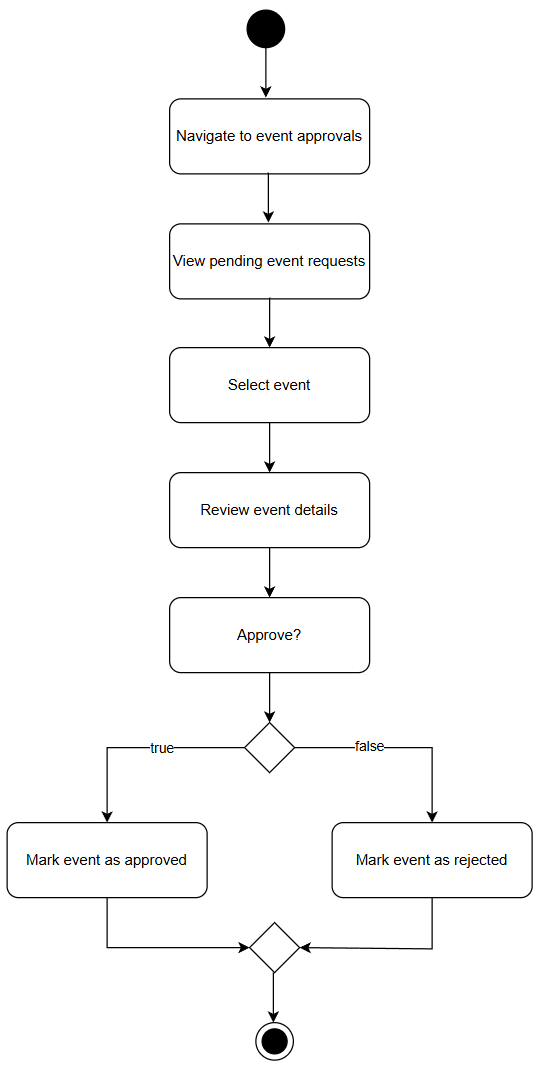 Navigate to event approvals
View pending event requests
Select event
Review event details
Approve?
true
false
Mark event as approved
Mark event as rejected